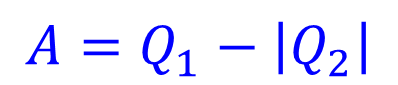 A = Q₁ − |Q₂|